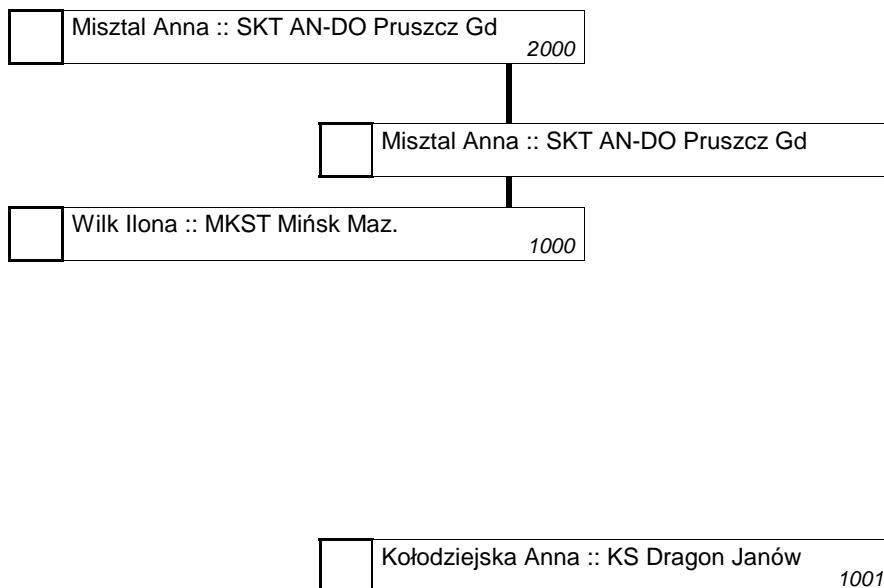 Misztal Anna :: SKT AN-DO Pruszcz Gd
2000
Misztal Anna :: SKT AN-DO Pruszcz Gd
Wilk Ilona :: MKST Mińsk Maz.
1000
Kołodziejska Anna :: KS Dragon Janów
1001